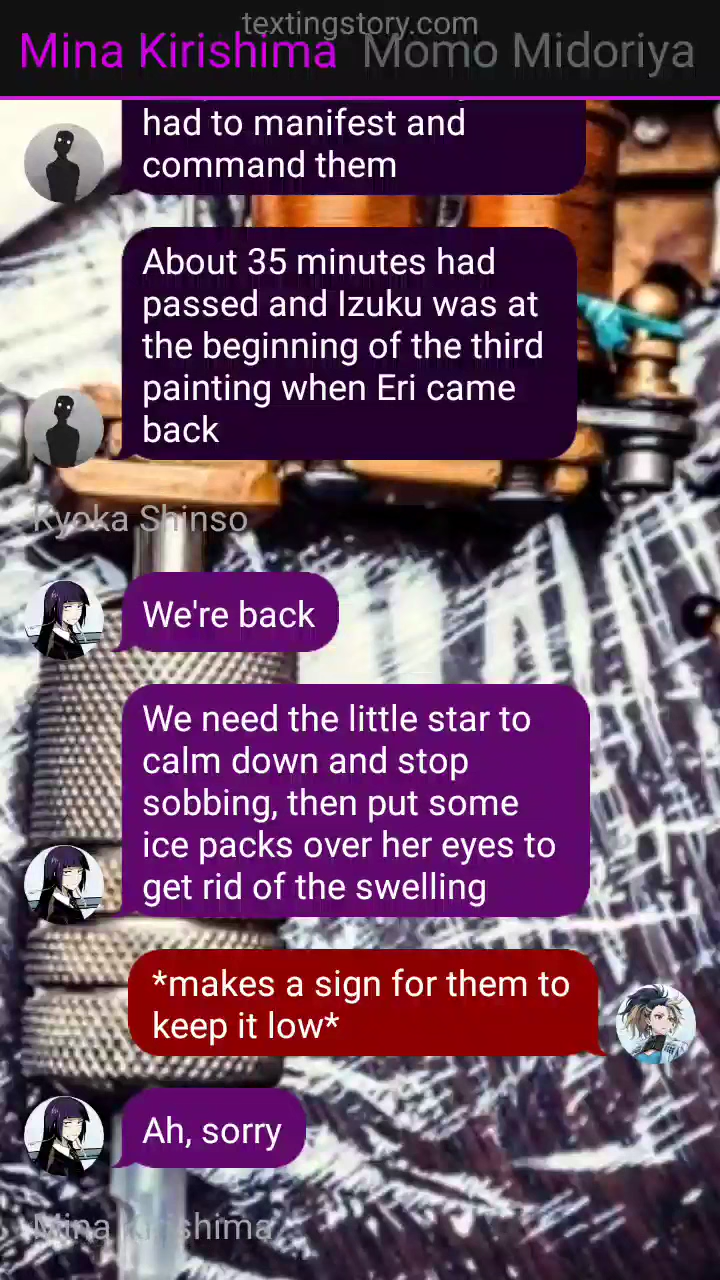 textingstory.com
Mina Kirishima Momo Midoriya
had to manifest and
command them
About 35 minutes had
passed and Izuku was at
the beginning of the third
painting when Eri came
back
Kyoka Shinso
We're back
We need the little star to
calm down and stop
sobbing, then put some
ice packs over her eyes to
get rid of the swelling
*makes a sign for them to
keep it low*
Ah, sorry
Mina Kirishima